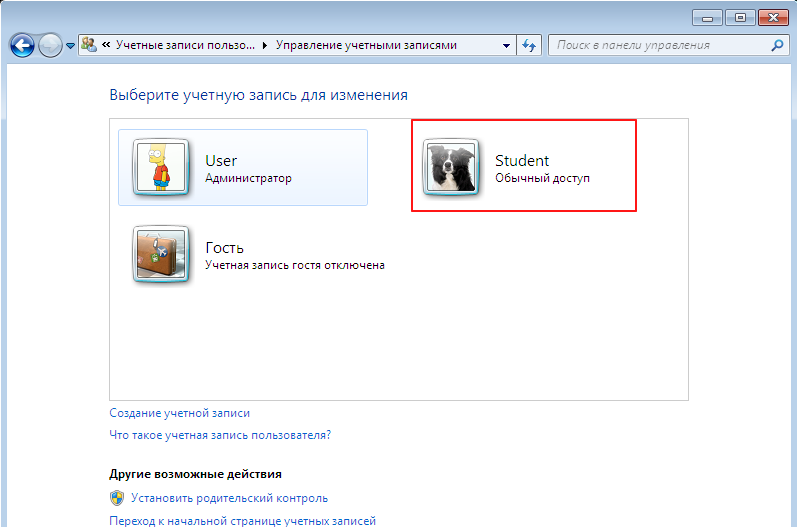 Учетные записи пользо... Управление учетными записями Поиск в панели управления
Выберите учетную запись для изменения
User
Администратор
Student
Обычный доступ
Гость
Учетная запись гостя отключена
Создание учетной записи
Что такое учетная запись пользователя?
Другие возможные действия
Установить родительский контроль
Переход к начальной странице учетных записей